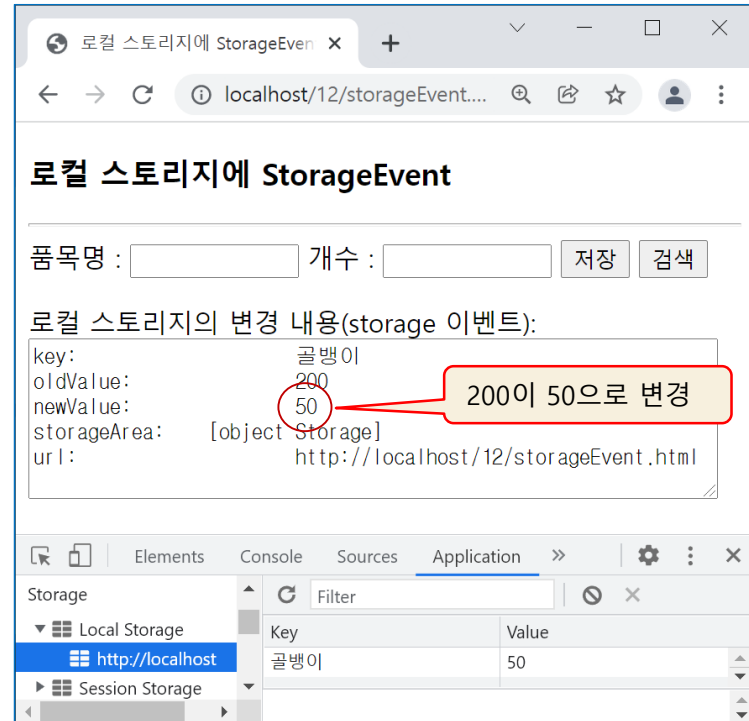 로컬 스토리지에 StorageEven
localhost/12/storageEvent....
로컬 스토리지에 StorageEvent
품목명 : 개수 : 저장 검색
로컬 스토리지의 변경 내용(storage 이벤트):
key: 골뱅이
oldValue: 200
newValue: 50
200이 50으로 변경
storageArea: [object Storage]
url: http://localhost/12/storageEvent.html
Elements Console Sources Application »
Storage Filter
Local Storage Key Value
http://localhost 골뱅이 50
Session Storage